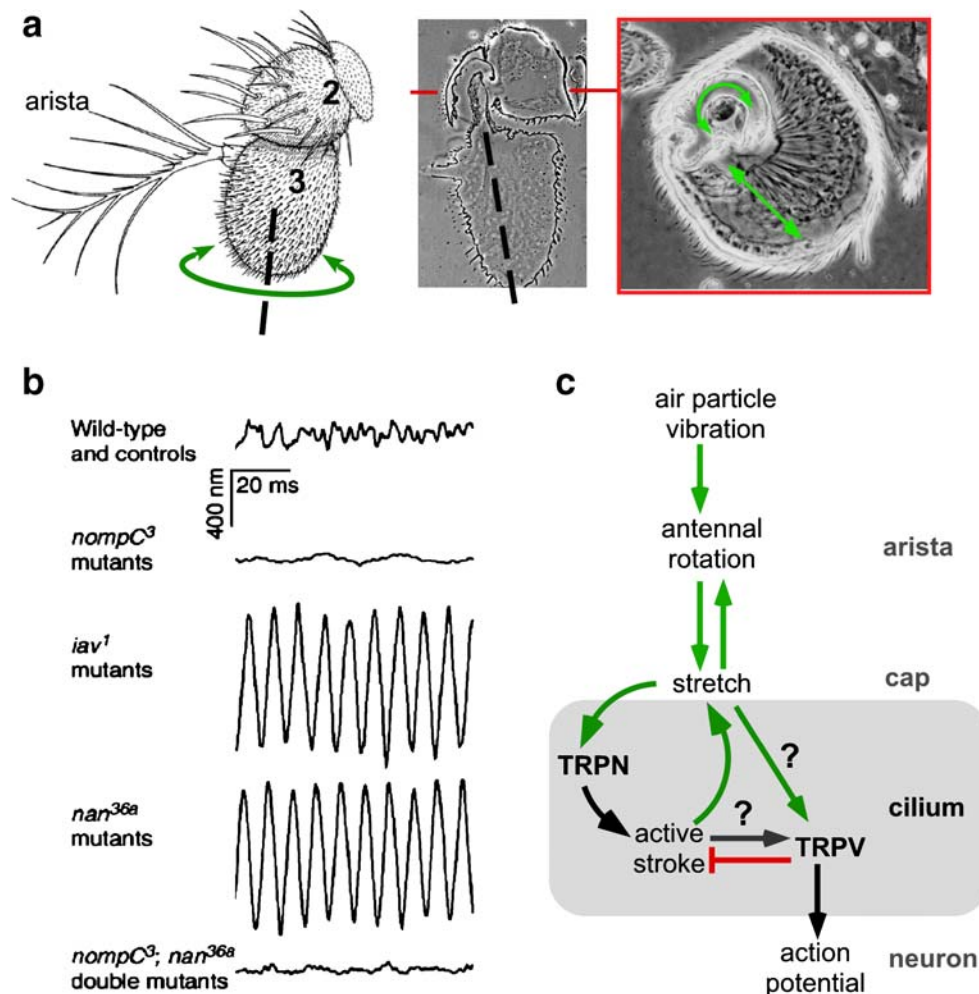 a
arista
2
3
b
Wild-type
and controls
400 nm
20 ms
nompC3
mutants
iav1
mutants
nan36a
mutants
nompC3; nan36a
double mutants
c
air particle
vibration
antennal
rotation
arista
stretch
cap
TRPN
?
?
cilium
active
stroke
TRPV
action
potential
neuron